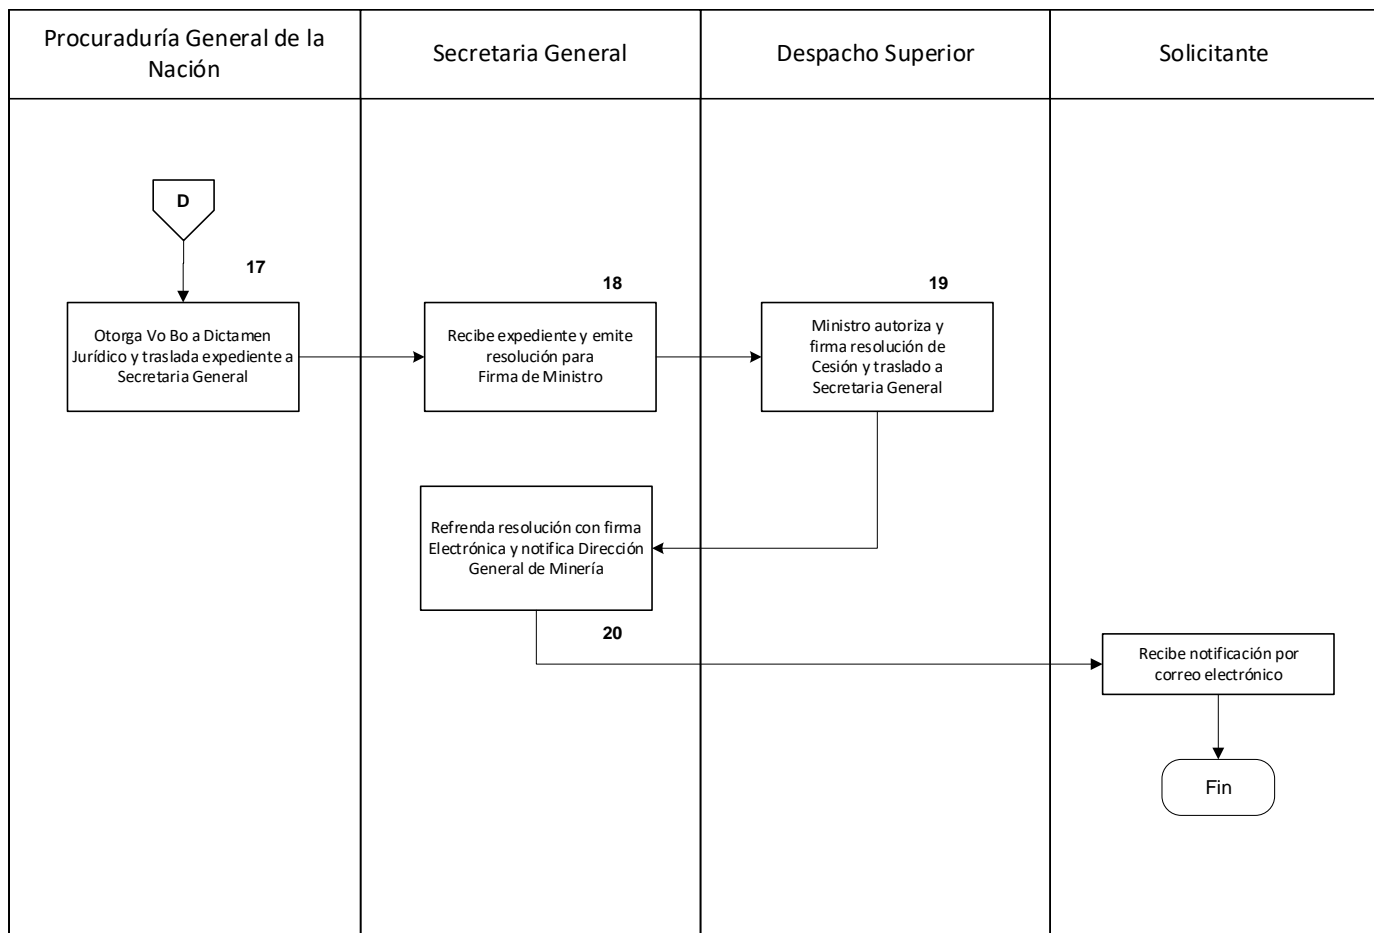 Procuraduría General de la
Nación
Secretaria General
Despacho Superior
Solicitante
D
17
Otorga Vo Bo a Dictamen
Jurídico y traslada expediente a
Secretaria General
18
Recibe expediente y emite
resolución para
Firma de Ministro
19
Ministro autoriza y
firma resolución de
Cesión y traslado a
Secretaria General
Refrenda resolución con firma
Electrónica y notifica Dirección
General de Minería
20
Recibe notificación por
correo electrónico
Fin